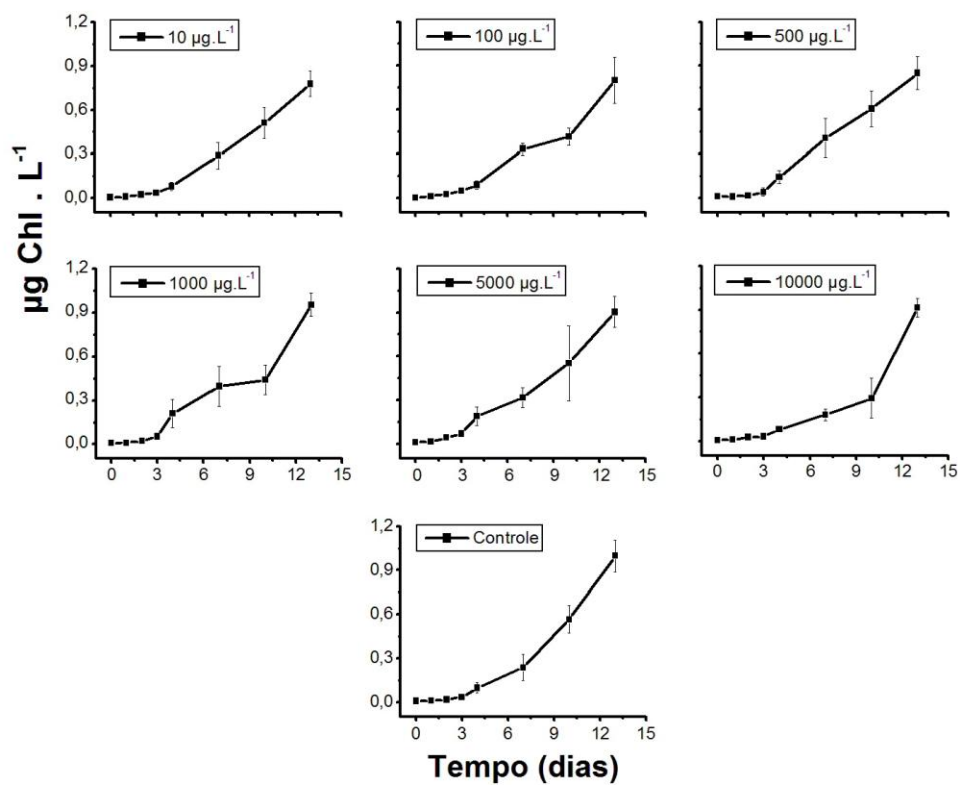 µg Chl . L⁻¹
1,2
0,9
0,6
0,3
0,0
10 µg.L⁻¹
100 µg.L⁻¹
500 µg.L⁻¹
1,2
0,9
0,6
0,3
0,0
0 3 6 9 12 15
1000 µg.L⁻¹
0 3 6 9 12 15
5000 µg.L⁻¹
0 3 6 9 12 15
10000 µg.L⁻¹
1,2
0,9
0,6
0,3
0,0
0 3 6 9 12 15
Controle
Tempo (dias)